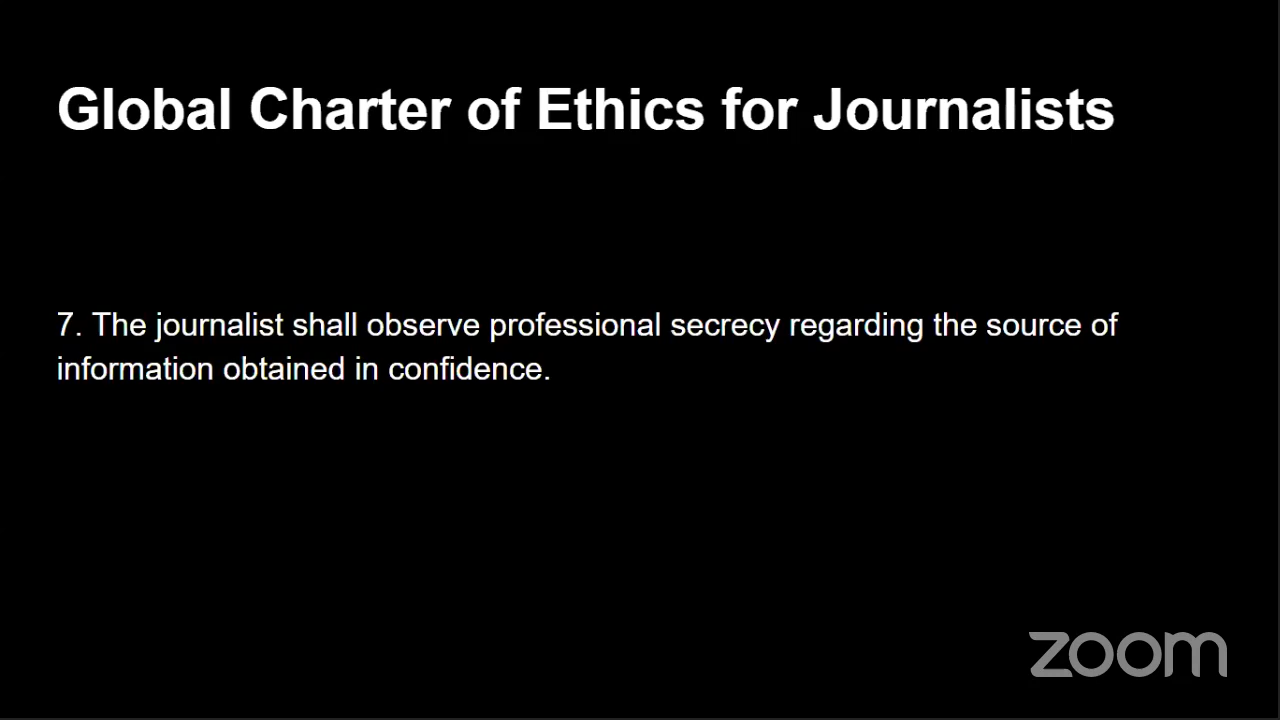 Global Charter of Ethics for Journalists
7. The journalist shall observe professional secrecy regarding the source of
information obtained in confidence.
zoom